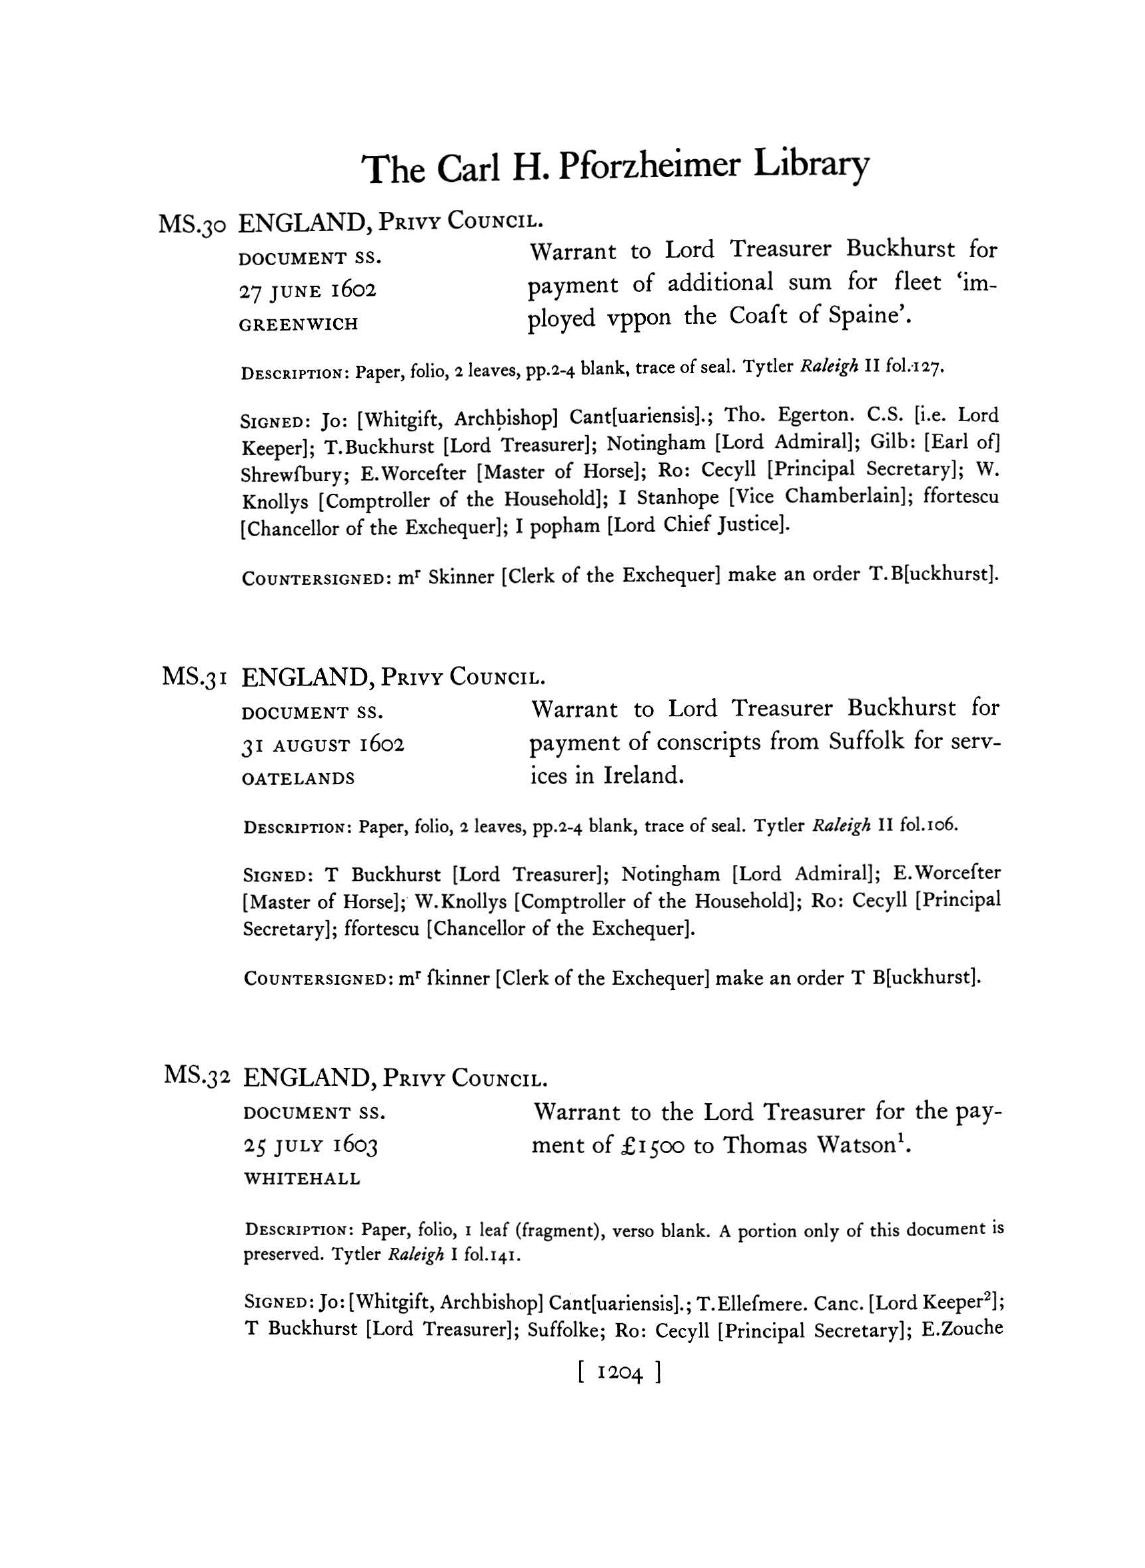 The Carl H. Pforzheimer Library
MS.30 ENGLAND, PRIVY COUNCIL.
DOCUMENT SS.
27 JUNE 1602
GREENWICH
Warrant to Lord Treasurer Buckhurst for
payment of additional sum for fleet ‘im-
ployed vppon the Coaſt of Spaine’.
DESCRIPTION: Paper, folio, 2 leaves, pp.2-4 blank, trace of seal. Tytler Raleigh II fol.127.
SIGNED: Jo: [Whitgift, Archbishop] Cant[uariensis].; Tho. Egerton. C.S. [i.e. Lord
Keeper]; T.Buckhurst [Lord Treasurer]; Notingham [Lord Admiral]; Gilb: [Earl of]
Shrewſbury; E.Worceſter [Master of Horse]; Ro: Cecyll [Principal Secretary]; W.
Knollys [Comptroller of the Household]; I Stanhope [Vice Chamberlain]; ffortescu
[Chancellor of the Exchequer]; I popham [Lord Chief Justice].
COUNTERSIGNED: mʳ Skinner [Clerk of the Exchequer] make an order T.B[uckhurst].
MS.31 ENGLAND, PRIVY COUNCIL.
DOCUMENT SS.
31 AUGUST 1602
OATELANDS
Warrant to Lord Treasurer Buckhurst for
payment of conscripts from Suffolk for serv-
ices in Ireland.
DESCRIPTION: Paper, folio, 2 leaves, pp.2-4 blank, trace of seal. Tytler Raleigh II fol.106.
SIGNED: T Buckhurst [Lord Treasurer]; Notingham [Lord Admiral]; E.Worceſter
[Master of Horse]; W.Knollys [Comptroller of the Household]; Ro: Cecyll [Principal
Secretary]; ffortescu [Chancellor of the Exchequer].
COUNTERSIGNED: mʳ ſkinner [Clerk of the Exchequer] make an order T B[uckhurst].
MS.32 ENGLAND, PRIVY COUNCIL.
DOCUMENT SS.
25 JULY 1603
WHITEHALL
Warrant to the Lord Treasurer for the pay-
ment of £1500 to Thomas Watson¹.
DESCRIPTION: Paper, folio, 1 leaf (fragment), verso blank. A portion only of this document is
preserved. Tytler Raleigh I fol.141.
SIGNED: Jo: [Whitgift, Archbishop] Cant[uariensis].; T.Elleſmere. Canc. [Lord Keeper²];
T Buckhurst [Lord Treasurer]; Suffolke; Ro: Cecyll [Principal Secretary]; E.Zouche
[ 1204 ]